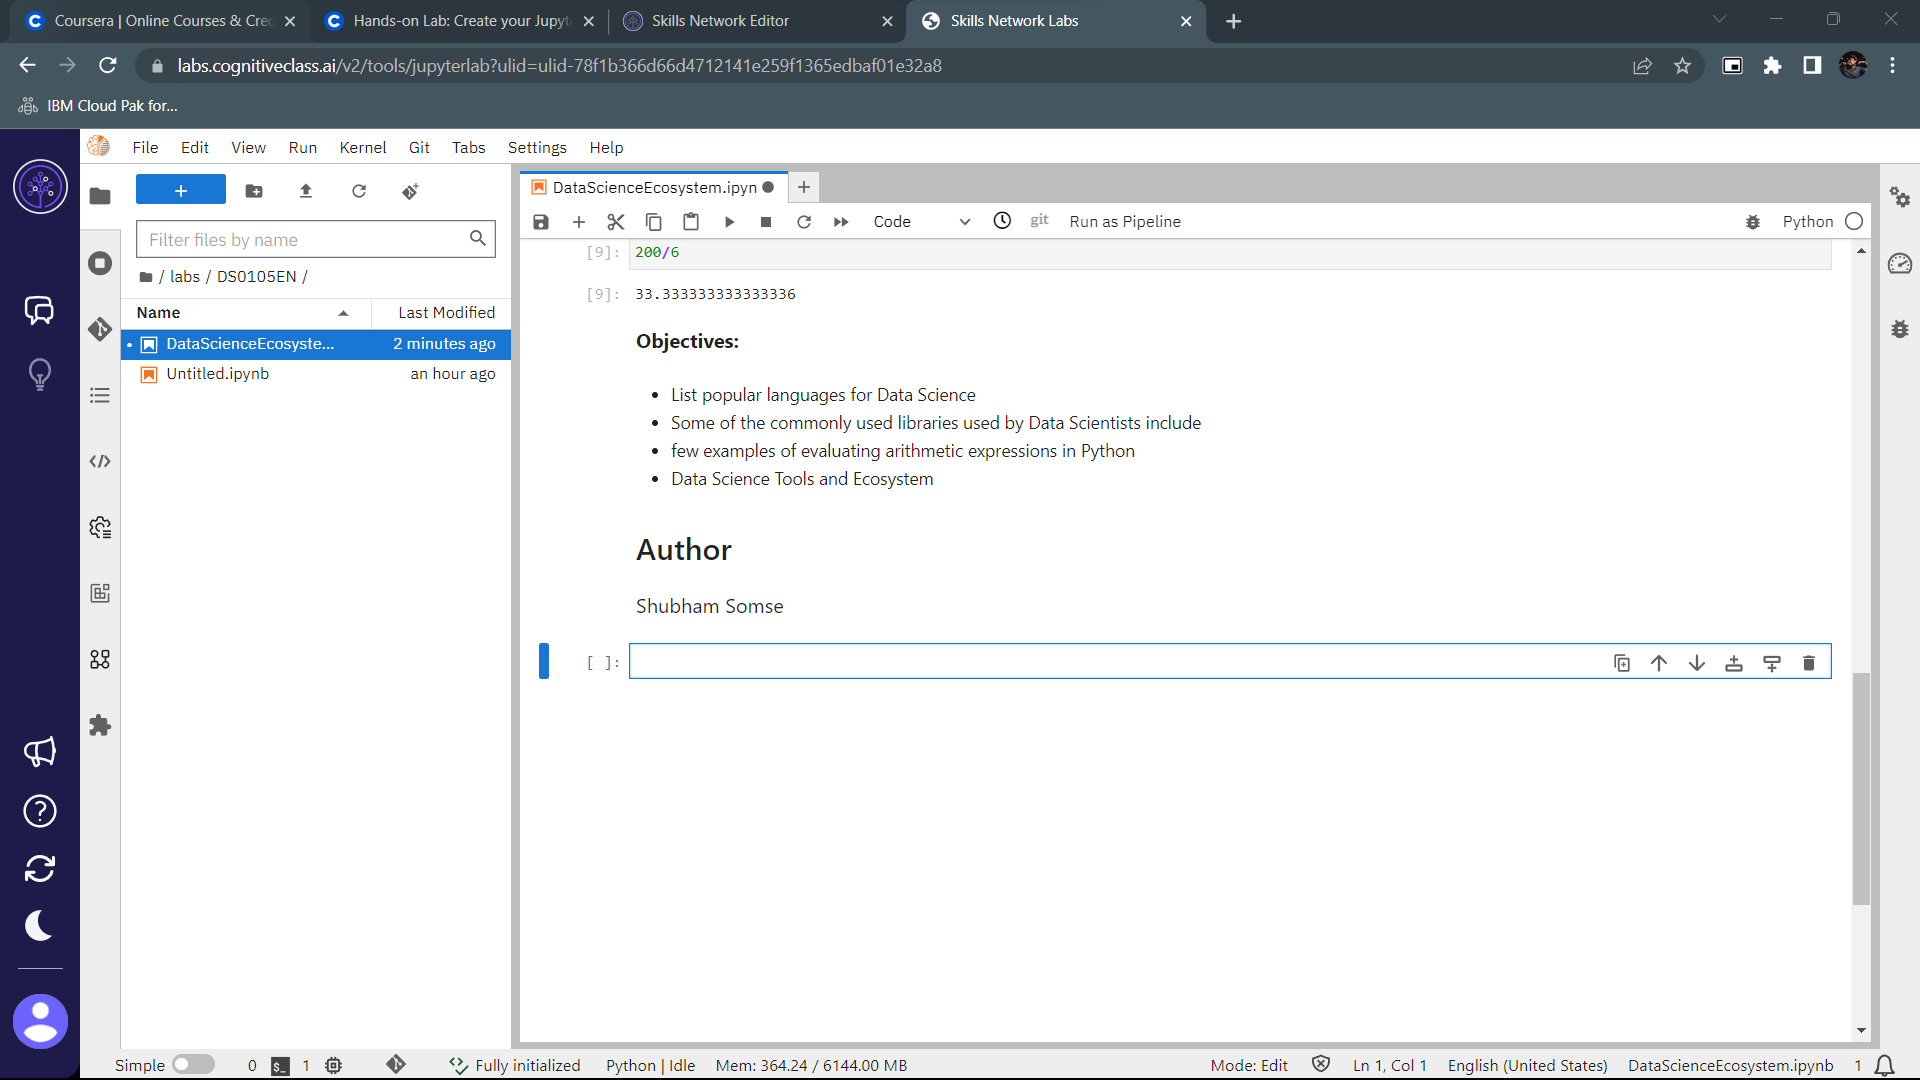 Coursera | Online Courses & Cre
Hands-on Lab: Create your Jupyt
Skills Network Editor
Skills Network Labs
labs.cognitiveclass.ai/v2/tools/jupyterlab?ulid=ulid-78f1b366d66d4712141e259f1365edbaf01e32a8
IBM Cloud Pak for...
File Edit View Run Kernel Git Tabs Settings Help
DataScienceEcosystem.ipyn
Code
git
Run as Pipeline
Python
Filter files by name
/ labs / DS0105EN /
Name Last Modified
DataScienceEcosyste... 2 minutes ago
Untitled.ipynb an hour ago
[9]: 200/6
[9]: 33.333333333333336
Objectives:
• List popular languages for Data Science
• Some of the commonly used libraries used by Data Scientists include
• few examples of evaluating arithmetic expressions in Python
• Data Science Tools and Ecosystem
Author
Shubham Somse
[ ]:
Simple 0 $_ 1 Fully initialized Python | Idle Mem: 364.24 / 6144.00 MB Mode: Edit Ln 1, Col 1 English (United States) DataScienceEcosystem.ipynb 1